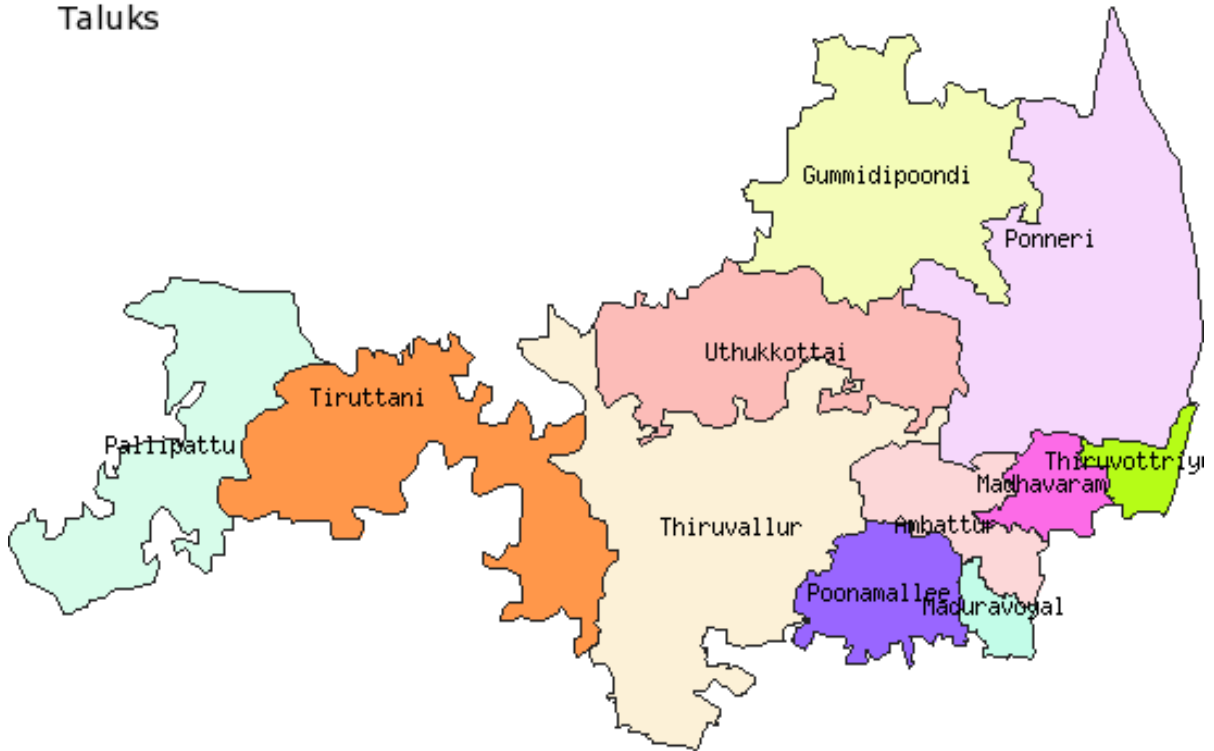 Taluks
Gummidipoondi
Ponneri
Uthukkottai
Tiruttani
Pallipattu
Thiruvottriyu
Madhavaram
Thiruvallur
Ambattur
Poonamallee
Maduravoyal